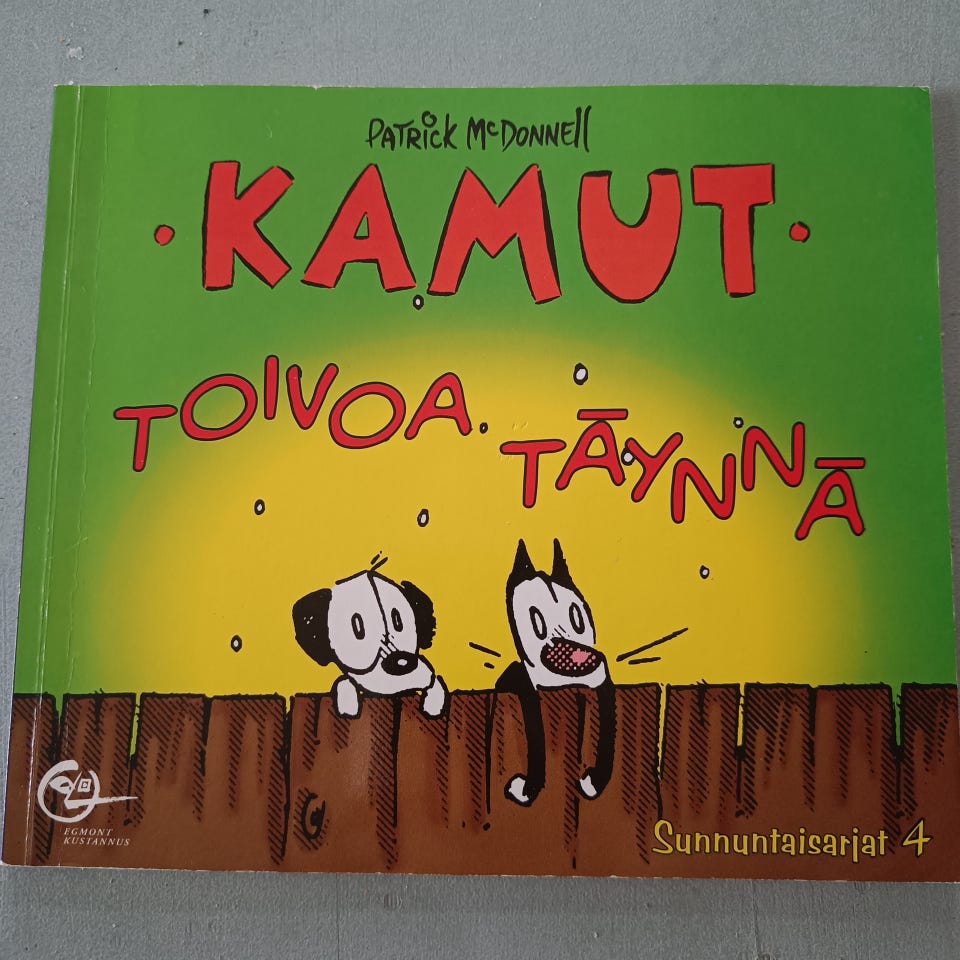 PATRICK McDONNELL
• KAMUT •
TOIVOA TÄYNNÄ
EGMONT
KUSTANNUS
Sunnuntaisarjat 4